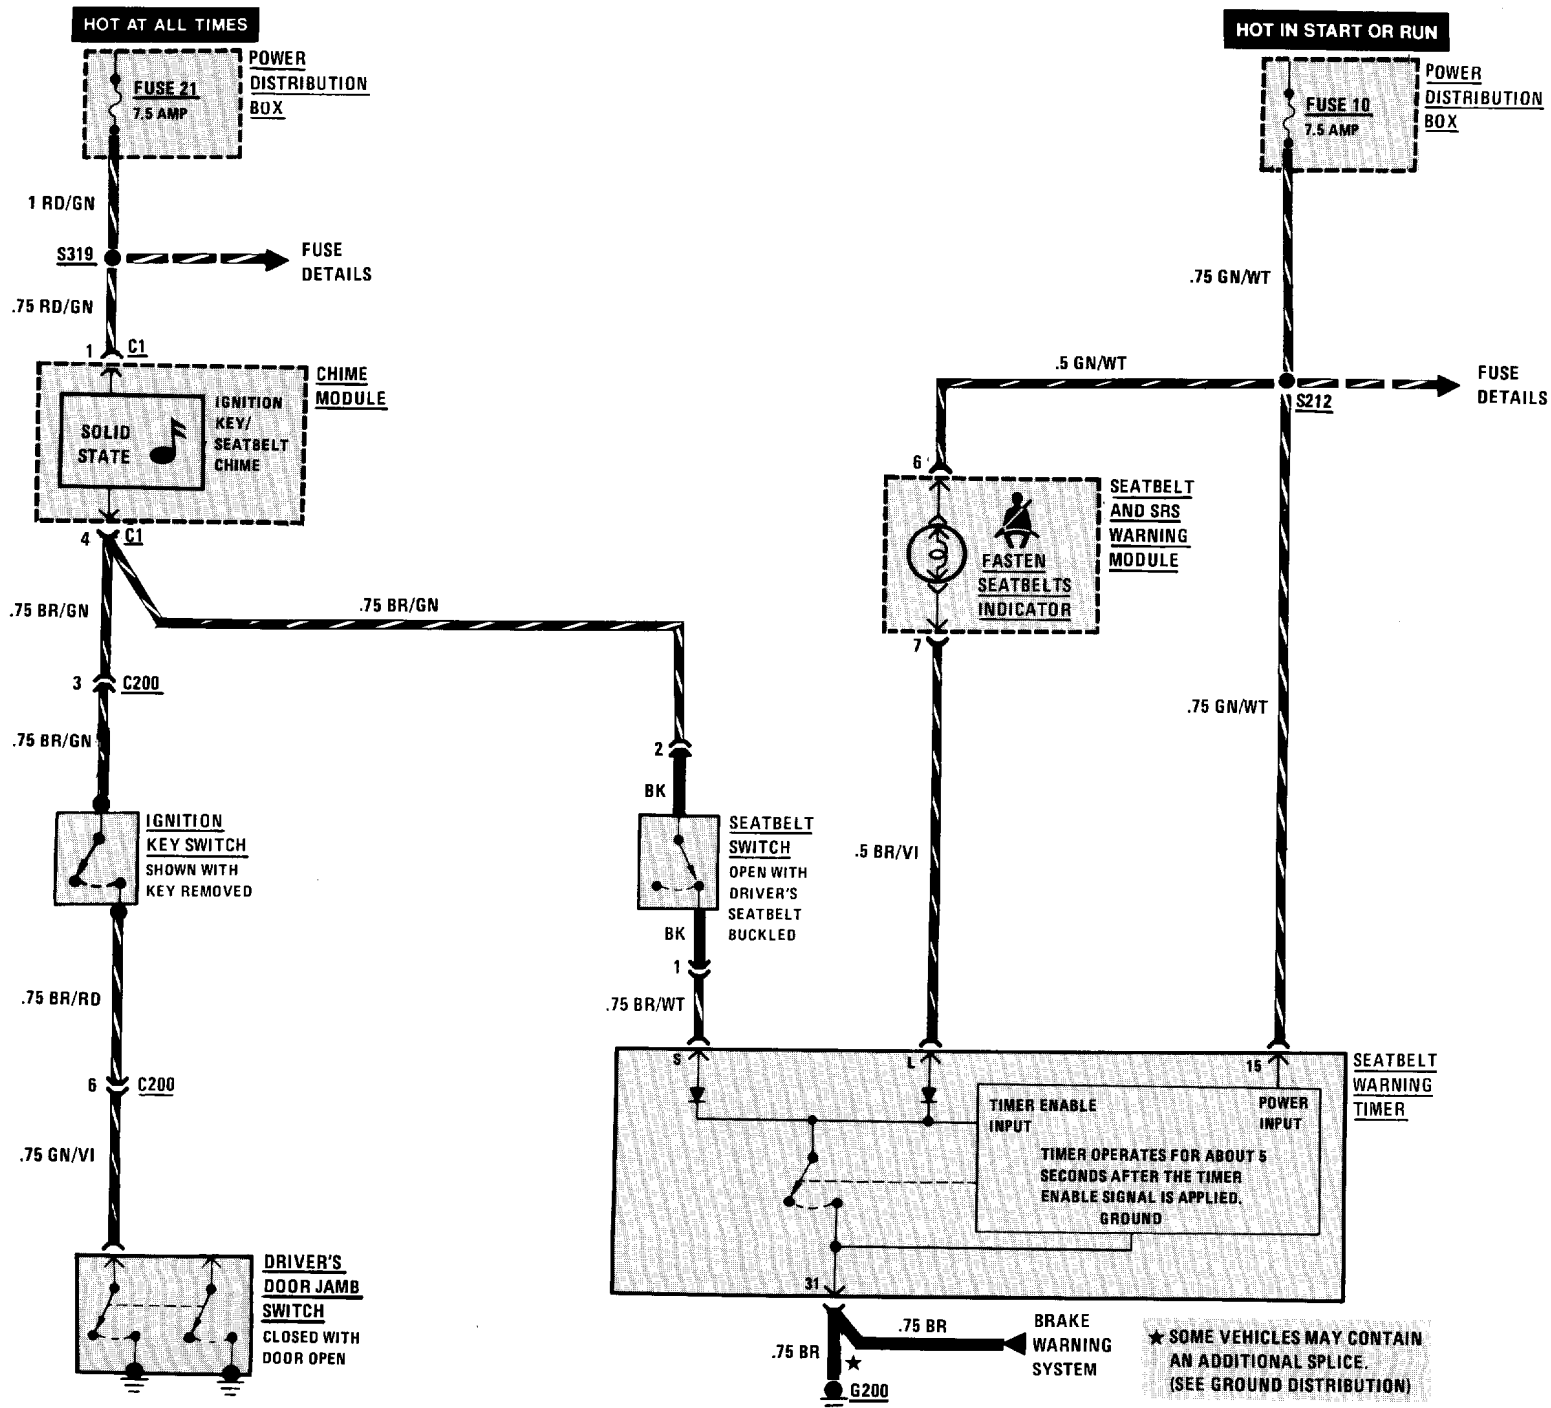 HOT AT ALL TIMES
POWER
DISTRIBUTION
BOX
FUSE 21
7.5 AMP
1 RD/GN
S319
FUSE
DETAILS
.75 RD/GN
1
C1
CHIME
MODULE
SOLID
STATE
IGNITION
KEY/
SEATBELT
CHIME
4
C1
.75 BR/GN
.75 BR/GN
3
C200
.75 BR/GN
IGNITION
KEY SWITCH
SHOWN WITH
KEY REMOVED
.75 BR/RD
6
C200
.75 GN/VI
DRIVER'S
DOOR JAMB
SWITCH
CLOSED WITH
DOOR OPEN
2
BK
SEATBELT
SWITCH
OPEN WITH
DRIVER'S
SEATBELT
BUCKLED
BK
1
.75 BR/WT
HOT IN START OR RUN
POWER
DISTRIBUTION
BOX
FUSE 10
7.5 AMP
.75 GN/WT
.5 GN/WT
S212
FUSE
DETAILS
6
SEATBELT
AND SRS
WARNING
MODULE
FASTEN
SEATBELTS
INDICATOR
7
.75 GN/WT
.5 BR/VI
S
L
15
SEATBELT
WARNING
TIMER
TIMER ENABLE
INPUT
POWER
INPUT
TIMER OPERATES FOR ABOUT 5
SECONDS AFTER THE TIMER
ENABLE SIGNAL IS APPLIED.
GROUND
31
.75 BR
.75 BR
★
G200
BRAKE
WARNING
SYSTEM
★ SOME VEHICLES MAY CONTAIN
AN ADDITIONAL SPLICE.
(SEE GROUND DISTRIBUTION)